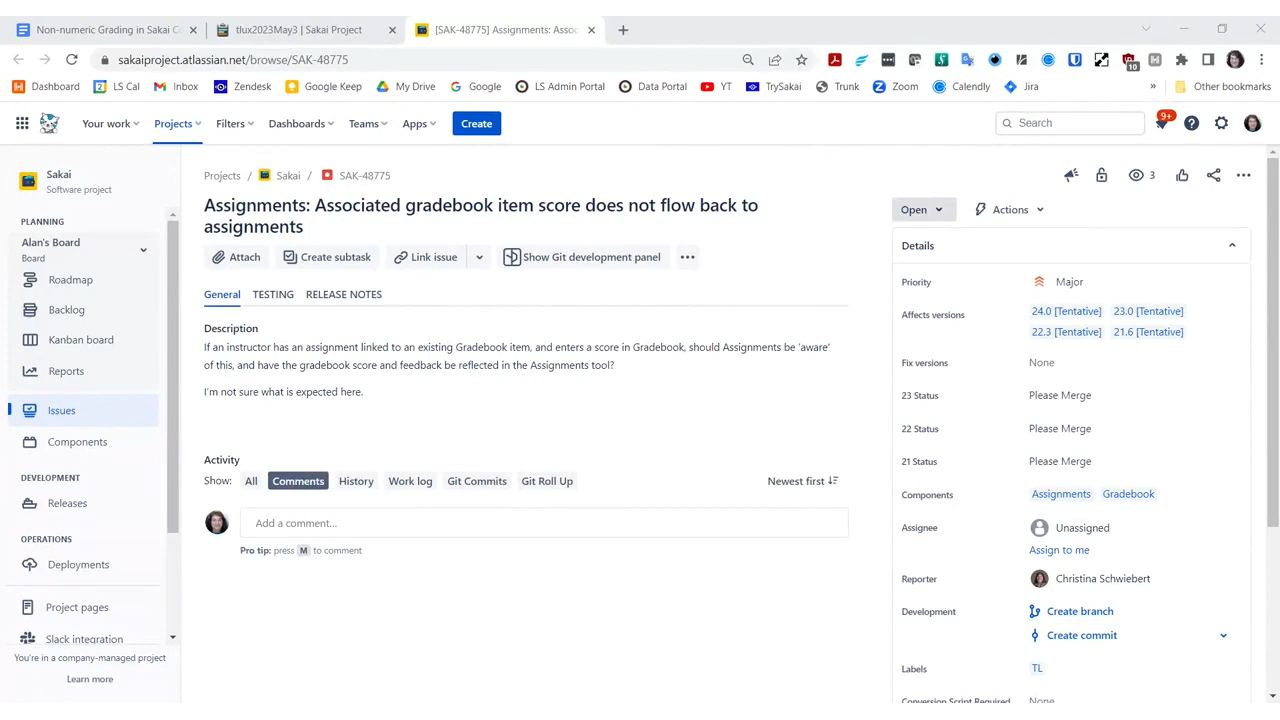 Non-numeric Grading in Sakai C
tlux2023May3 | Sakai Project
[SAK-48775] Assignments: Assoc
sakaiproject.atlassian.net/browse/SAK-48775
10
Dashboard
LS Cal
Inbox
Zendesk
Google Keep
My Drive
Google
LS Admin Portal
Data Portal
YT
TrySakai
Trunk
Zoom
Calendly
Jira
»
Other bookmarks
Your work
Projects
Filters
Dashboards
Teams
Apps
Create
Search
9+
Sakai
Software project
PLANNING
Alan's Board
Board
Roadmap
Backlog
Kanban board
Reports
Issues
Components
DEVELOPMENT
Releases
OPERATIONS
Deployments
Project pages
Slack integration
You're in a company-managed project
Learn more
Projects / Sakai / SAK-48775
3
Assignments: Associated gradebook item score does not flow back to
assignments
Attach
Create subtask
Link issue
Show Git development panel
General
TESTING
RELEASE NOTES
Description
If an instructor has an assignment linked to an existing Gradebook item, and enters a score in Gradebook, should Assignments be 'aware'
of this, and have the gradebook score and feedback be reflected in the Assignments tool?
I'm not sure what is expected here.
Activity
Show:
All
Comments
History
Work log
Git Commits
Git Roll Up
Newest first
Add a comment...
Pro tip: press M to comment
Open
Actions
Details
Priority
Major
Affects versions
24.0 [Tentative] 23.0 [Tentative]
22.3 [Tentative] 21.6 [Tentative]
Fix versions
None
23 Status
Please Merge
22 Status
Please Merge
21 Status
Please Merge
Components
Assignments Gradebook
Assignee
Unassigned
Assign to me
Reporter
Christina Schwiebert
Development
Create branch
Create commit
Labels
TL
Conversion Script Required
None